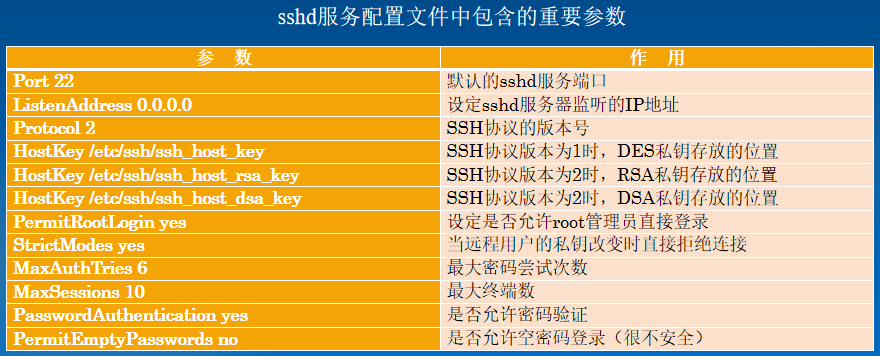 sshd服务配置文件中包含的重要参数
参 数 作 用
Port 22 默认的sshd服务端口
ListenAddress 0.0.0.0 设定sshd服务器监听的IP地址
Protocol 2 SSH协议的版本号
HostKey /etc/ssh/ssh_host_key SSH协议版本为1时，DES私钥存放的位置
HostKey /etc/ssh/ssh_host_rsa_key SSH协议版本为2时，RSA私钥存放的位置
HostKey /etc/ssh/ssh_host_dsa_key SSH协议版本为2时，DSA私钥存放的位置
PermitRootLogin yes 设定是否允许root管理员直接登录
StrictModes yes 当远程用户的私钥改变时直接拒绝连接
MaxAuthTries 6 最大密码尝试次数
MaxSessions 10 最大终端数
PasswordAuthentication yes 是否允许密码验证
PermitEmptyPasswords no 是否允许空密码登录（很不安全）